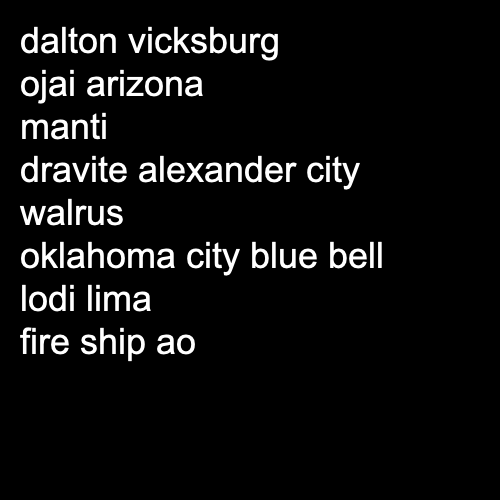 dalton vicksburg
ojai arizona
manti
dravite alexander city
walrus
oklahoma city blue bell
lodi lima
fire ship ao